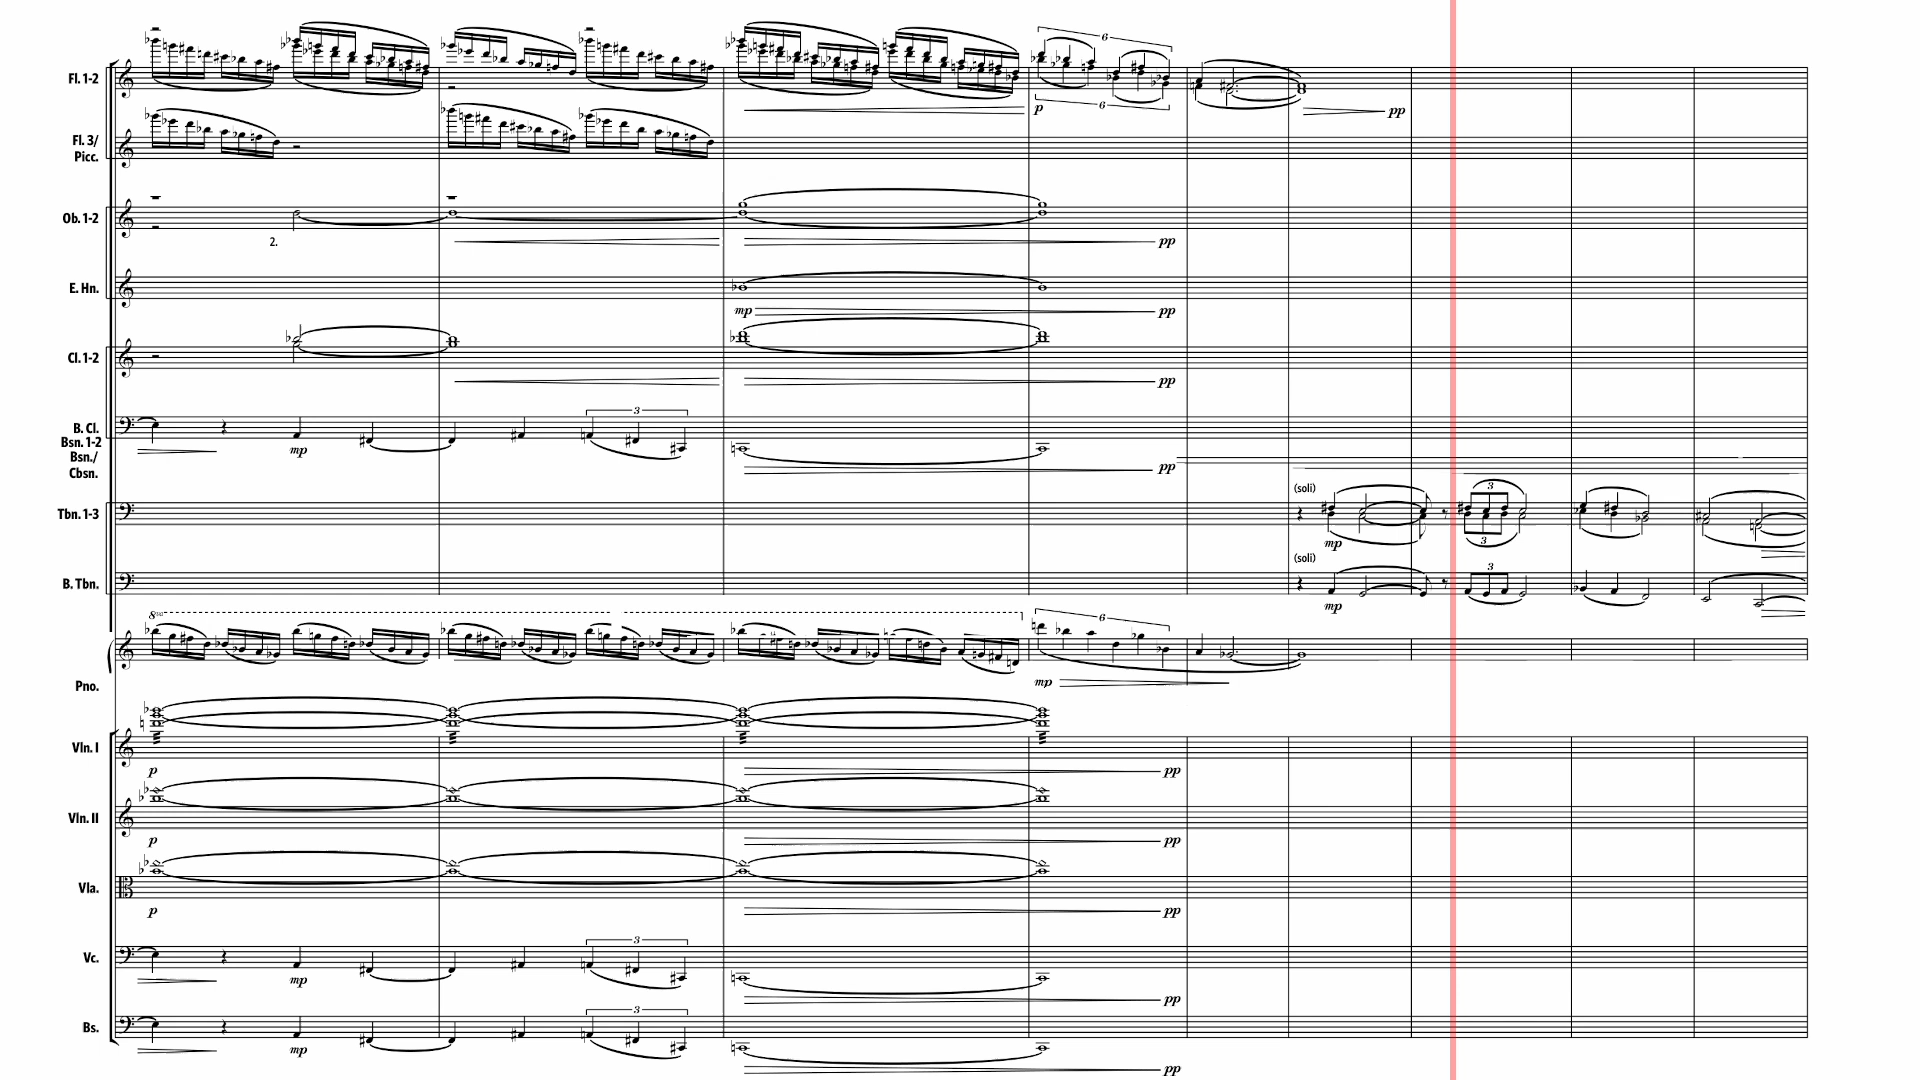 6
Fl. 1-2
6
p
pp
Fl. 3/
Picc.
Ob. 1-2
2.
pp
E. Hn.
mp
pp
Cl. 1-2
pp
3
B. Cl.
Bsn. 1-2
Bsn./
Cbsn.
mp
pp
(soli)
3
Tbn. 1-3
mp
3
(soli)
3
B. Tbn.
mp
8va
6
Pno.
mp
Vln. I
p
pp
Vln. II
p
pp
Vla.
p
pp
3
Vc.
mp
pp
3
Bs.
mp
pp